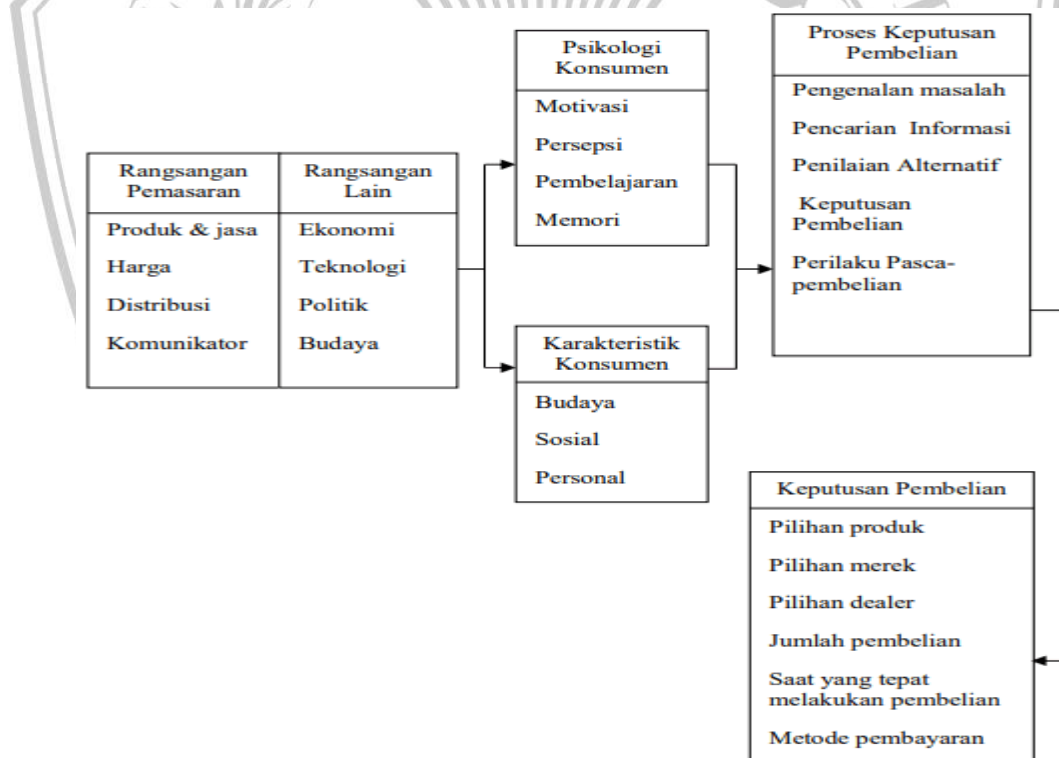 Rangsangan
Pemasaran
Produk & jasa
Harga
Distribusi
Komunikator
Rangsangan
Lain
Ekonomi
Teknologi
Politik
Budaya
Psikologi
Konsumen
Motivasi
Persepsi
Pembelajaran
Memori
Karakteristik
Konsumen
Budaya
Sosial
Personal
Proses Keputusan
Pembelian
Pengenalan masalah
Pencarian Informasi
Penilaian Alternatif
Keputusan
Pembelian
Perilaku Pasca-
pembelian
Keputusan Pembelian
Pilihan produk
Pilihan merek
Pilihan dealer
Jumlah pembelian
Saat yang tepat
melakukan pembelian
Metode pembayaran